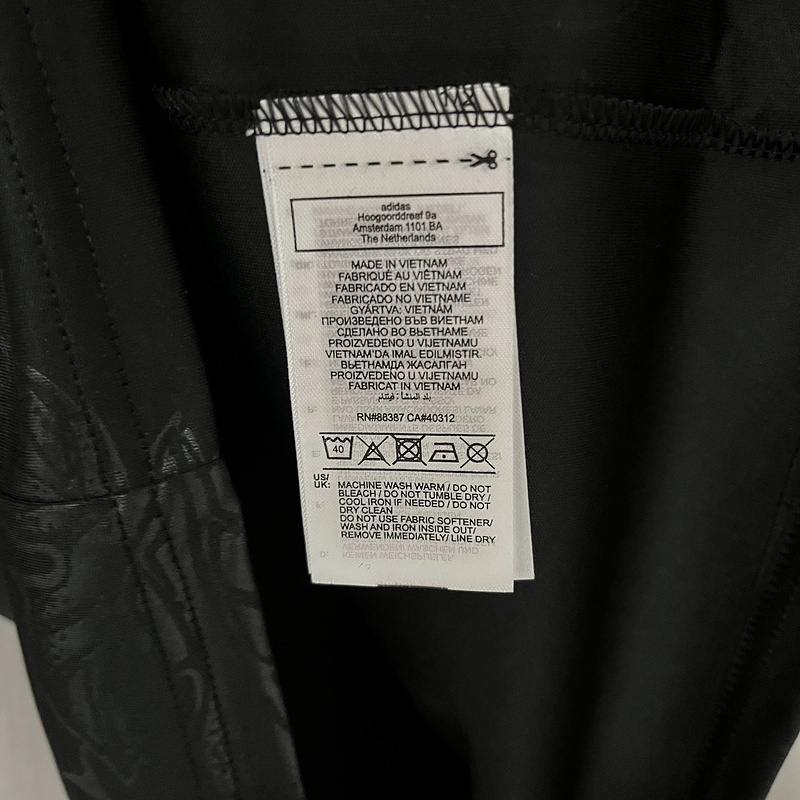 adidas
Hoogoorddreef 9a
Amsterdam 1101 BA
The Netherlands
MADE IN VIETNAM
FABRIQUÉ AU VIÊTNAM
FABRICADO EN VIETNAM
FABRICADO NO VIETNAME
GYÁRTVA: VIETNÁM
ПРОИЗВЕДЕНО ВЪВ ВИЕТНАМ
СДЕЛАНО ВО ВЬЕТНАМЕ
PROIZVEDENO U VIJETNAMU
VIETNAM'DA IMAL EDILMISTIR.
ВЬЕТНАМДА ЖАСАЛҒАН
PROIZVEDENO U VIJETNAMU
FABRICAT IN VIETNAM
بلد المنشأ: فيتنام
RN#88387 CA#40312
40
US/
UK: MACHINE WASH WARM / DO NOT
BLEACH / DO NOT TUMBLE DRY /
COOL IRON IF NEEDED / DO NOT
DRY CLEAN
DO NOT USE FABRIC SOFTENER/
WASH AND IRON INSIDE OUT/
REMOVE IMMEDIATELY/ LINE DRY